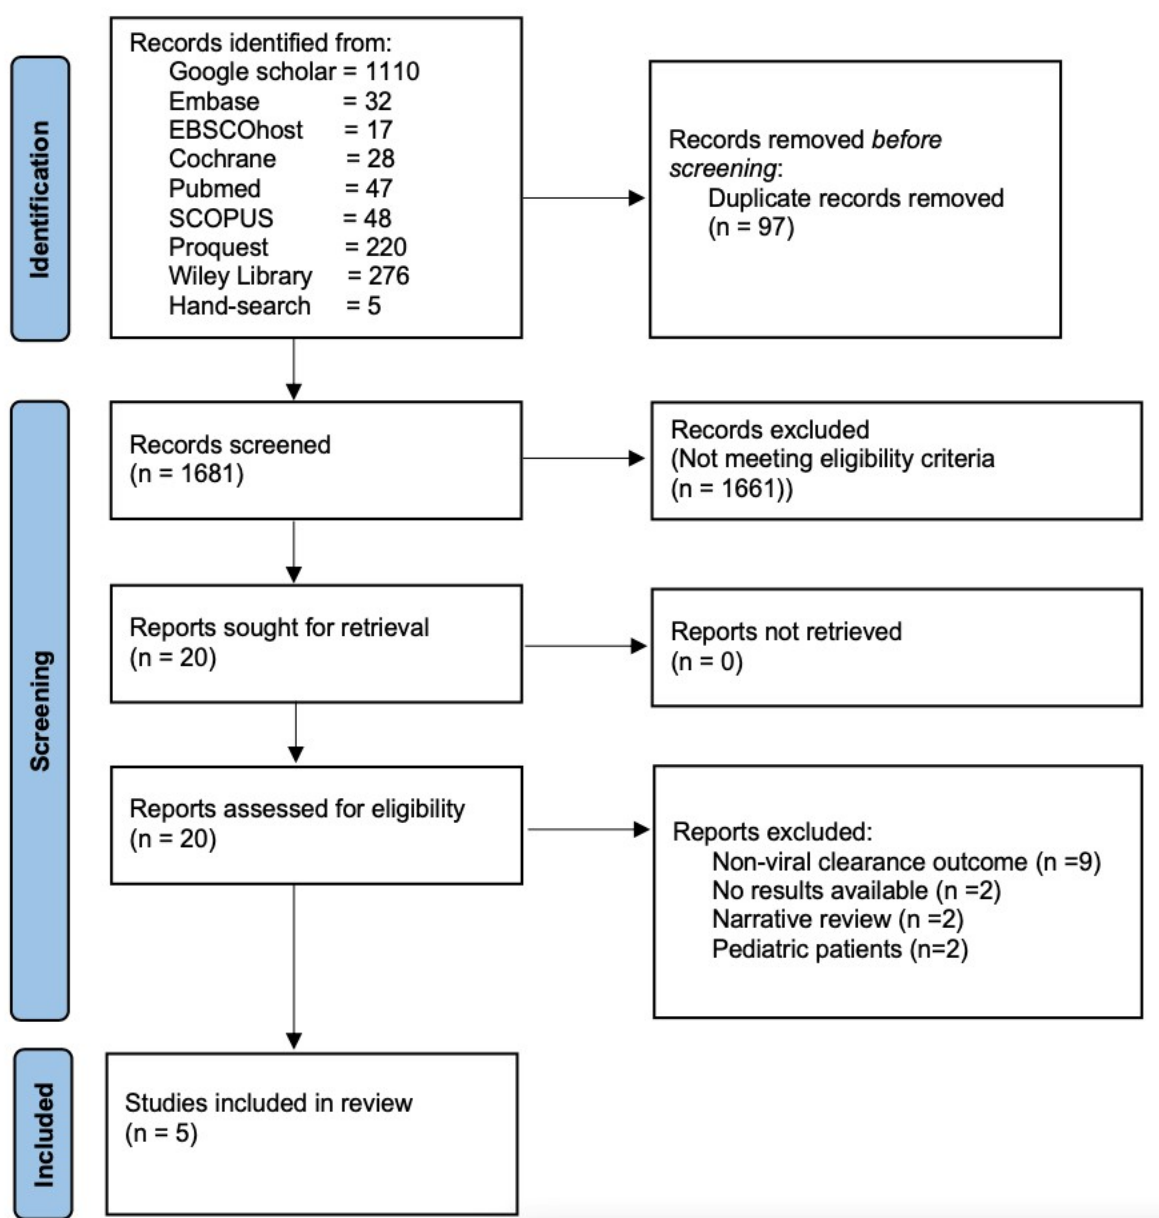 Identification
Records identified from:
Google scholar = 1110
Embase = 32
EBSCOhost = 17
Cochrane = 28
Pubmed = 47
SCOPUS = 48
Proquest = 220
Wiley Library = 276
Hand-search = 5
Records removed before
screening:
Duplicate records removed
(n = 97)
Screening
Records screened
(n = 1681)
Records excluded
(Not meeting eligibility criteria
(n = 1661))
Reports sought for retrieval
(n = 20)
Reports not retrieved
(n = 0)
Reports assessed for eligibility
(n = 20)
Reports excluded:
Non-viral clearance outcome (n =9)
No results available (n =2)
Narrative review (n =2)
Pediatric patients (n=2)
Included
Studies included in review
(n = 5)